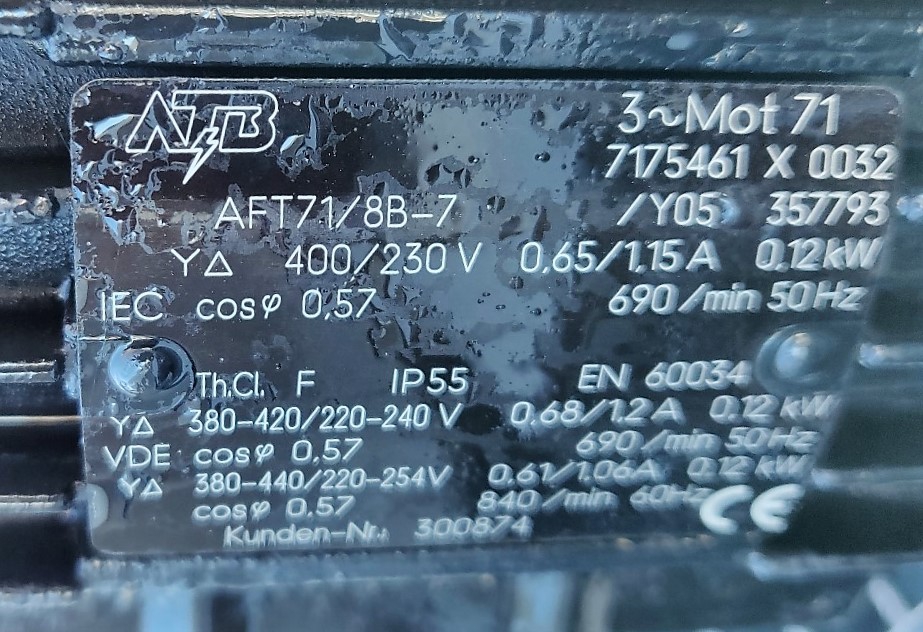 ATB 3~Mot 71
7175461 X 0032
AFT71/8B-7 /Y05 357793
Y△ 400/230 V 0,65/1,15 A 0,12 kW
IEC cosφ 0,57 690/min 50 Hz
Th.Cl. F IP55 EN 60034
Y△ 380-420/220-240 V 0,68/1,2 A 0,12 kW
VDE cosφ 0,57 690/min 50 Hz
Y△ 380-440/220-254V 0,61/1,06A 0,12 kW
cosφ 0,57 840/min 60Hz CE
Kunden-Nr. 300874